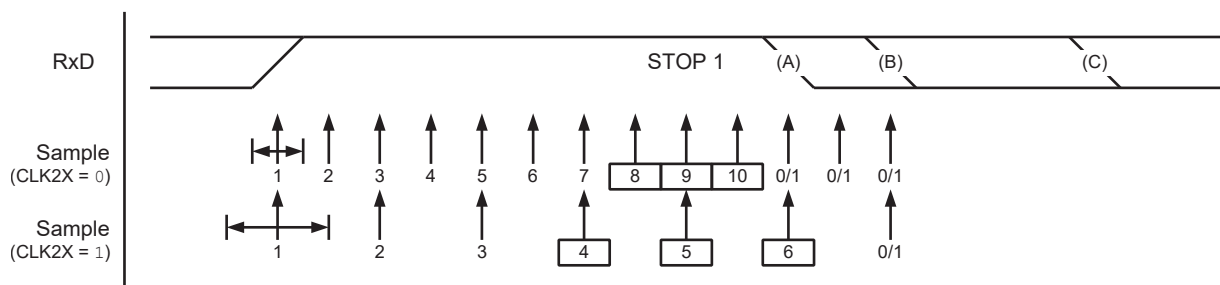 RxD
STOP 1
(A)
(B)
(C)
Sample
(CLK2X = 0)
1 2 3 4 5 6 7 8 9 10 0/1 0/1 0/1
Sample
(CLK2X = 1)
1 2 3 4 5 6 0/1